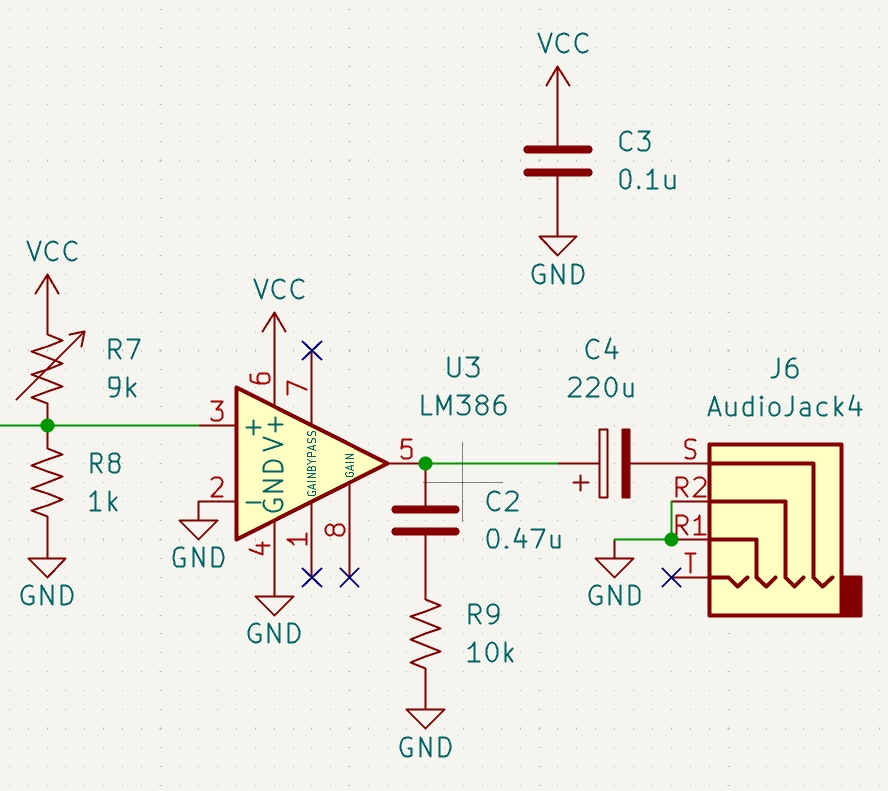 VCC
C3
0.1u
GND
VCC
R7
9k
R8
1k
GND
VCC
6
7
3
2
+
V+
GND
−
GAIN
BYPASS
GAIN
4
1
8
GND
GND
U3
LM386
5
C2
0.47u
R9
10k
GND
C4
220u
+
J6
AudioJack4
S
R2
R1
T
GND